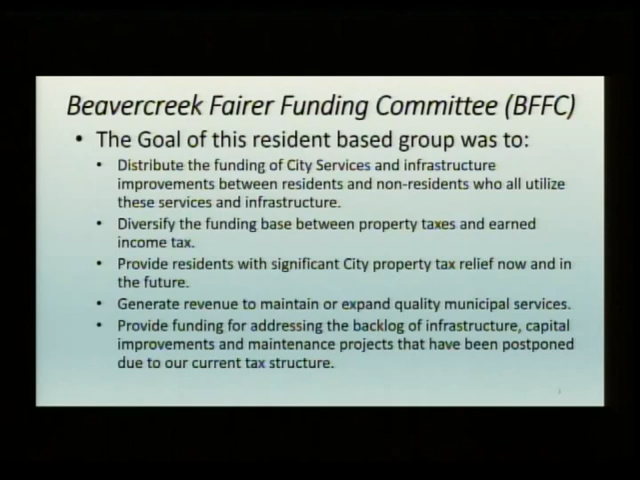 Beavercreek Fairer Funding Committee (BFFC)
• The Goal of this resident based group was to:
• Distribute the funding of City Services and infrastructure
improvements between residents and non-residents who all utilize
these services and infrastructure.
• Diversify the funding base between property taxes and earned
income tax.
• Provide residents with significant City property tax relief now and in
the future.
• Generate revenue to maintain or expand quality municipal services.
• Provide funding for addressing the backlog of infrastructure, capital
improvements and maintenance projects that have been postponed
due to our current tax structure.